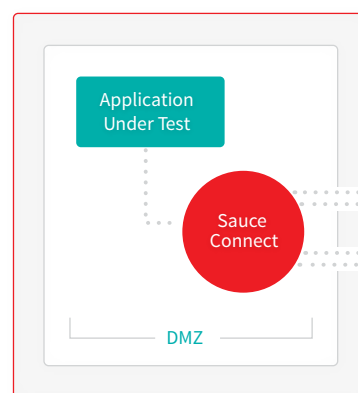 Application
Under Test
Sauce
Connect
DMZ